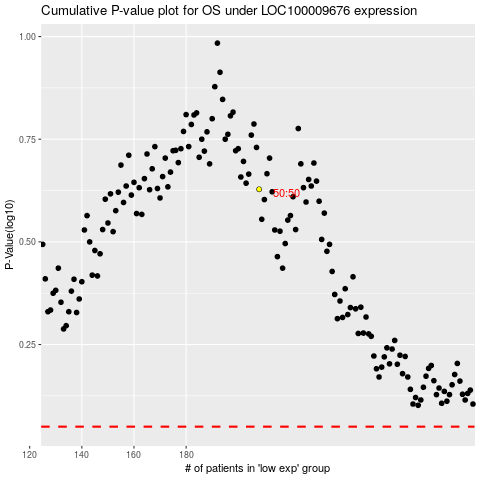 Cumulative P-value plot for OS under LOC100009676 expression
P-Value(log10)
1.00
0.75
0.50
0.25
50:50
120 140 160 180
# of patients in 'low exp' group